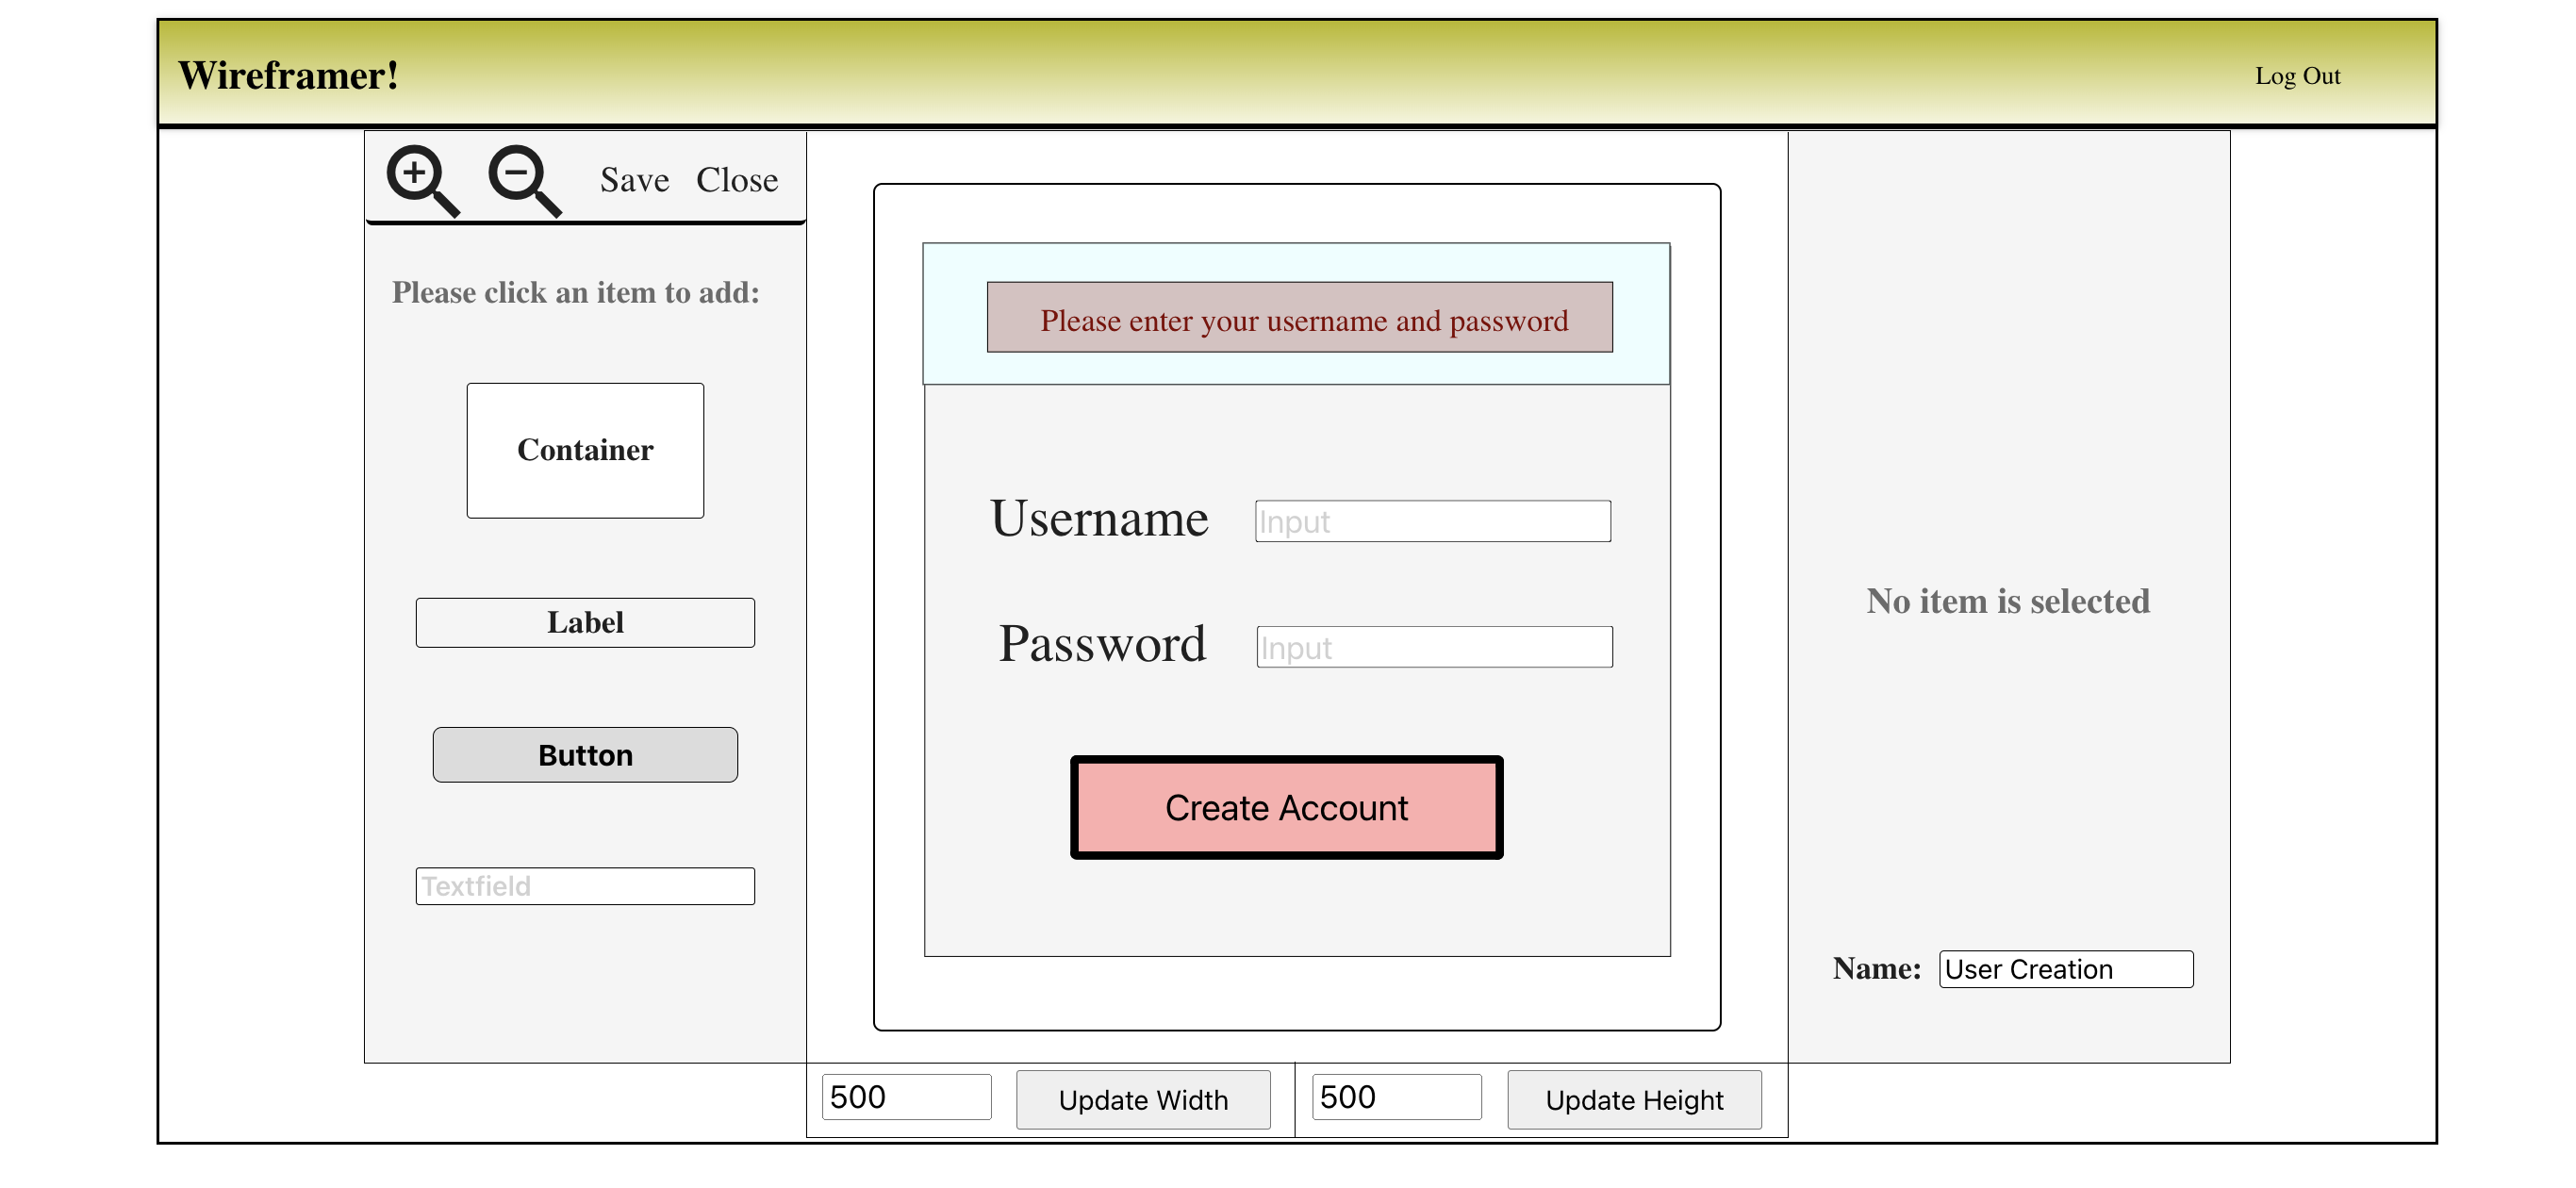 Wireframer!
Log Out
Save Close
Please click an item to add:
Container
Label
Button
Textfield
Please enter your username and password
Username Input
Password Input
Create Account
No item is selected
Name: User Creation
500 Update Width 500 Update Height